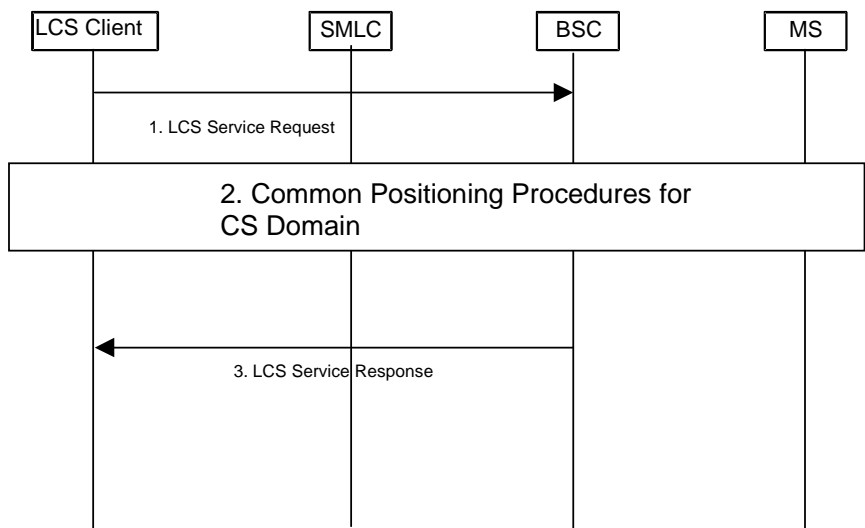 LCS Client
SMLC
BSC
MS
1. LCS Service Request
2. Common Positioning Procedures for
CS Domain
3. LCS Service Response